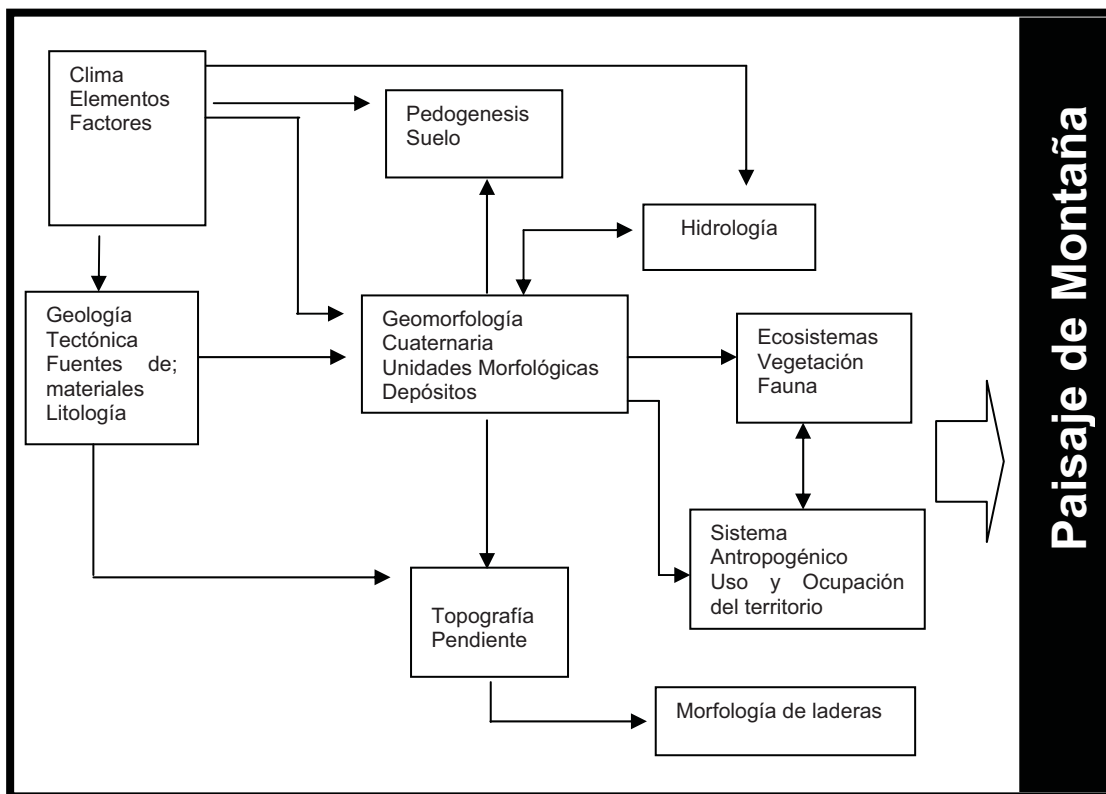 Clima
Elementos
Factores
Pedogenesis
Suelo
Hidrología
Geología
Tectónica
Fuentes de;
materiales
Litología
Geomorfología
Cuaternaria
Unidades Morfológicas
Depósitos
Ecosistemas
Vegetación
Fauna
Sistema
Antropogénico
Uso y Ocupación
del territorio
Topografía
Pendiente
Morfología de laderas
Paisaje de Montaña